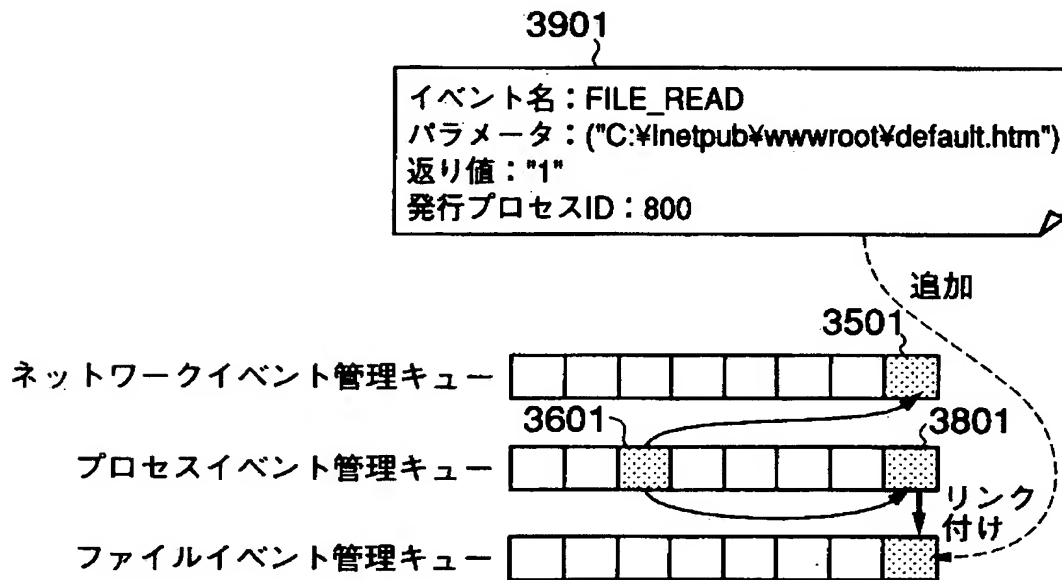 3901
イベント名：FILE_READ
パラメータ：("C:¥Inetpub¥wwwroot¥default.htm")
返り値："1"
発行プロセスID：800
追加
3501
ネットワークイベント管理キュー
3601
3801
プロセスイベント管理キュー
リンク
付け
ファイルイベント管理キュー